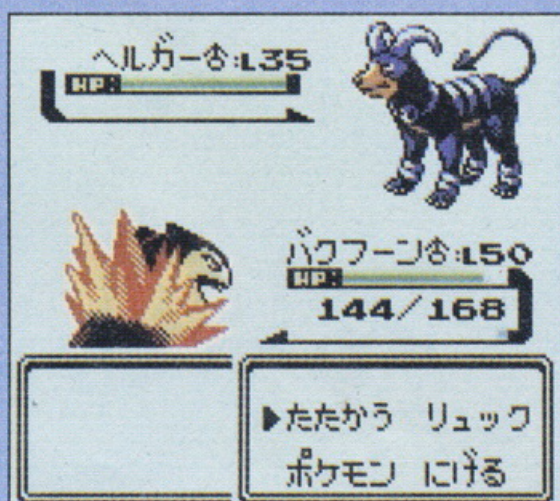 ヘルガー♂:L35
HP:
バクフーン♂:L50
HP:
144/168
▶たたかう リュック
ポケモン にげる